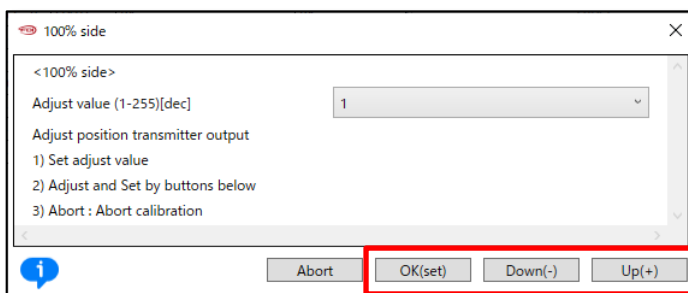 100% side
<100% side>
Adjust value (1-255)[dec]
1
Adjust position transmitter output
1) Set adjust value
2) Adjust and Set by buttons below
3) Abort : Abort calibration
Abort
OK(set)
Down(-)
Up(+)